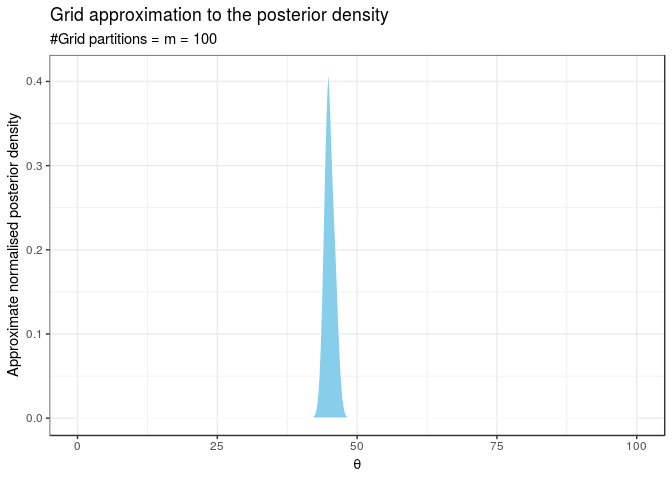 Grid approximation to the posterior density
#Grid partitions = m = 100
Approximate normalised posterior density
0.4
0.3
0.2
0.1
0.0
0 25 50 75 100
θ